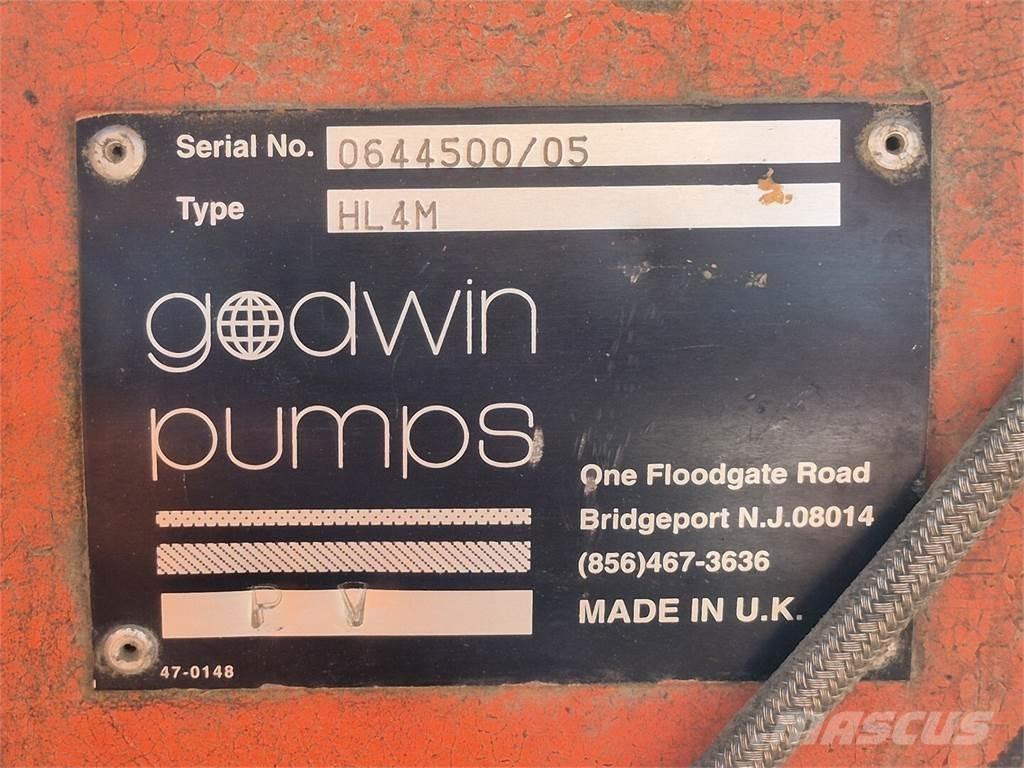 Serial No. 0644500/05
Type HL4M
godwin
pumps
One Floodgate Road
Bridgeport N.J.08014
(856)467-3636
MADE IN U.K.
P V
47-0148
MASCUS